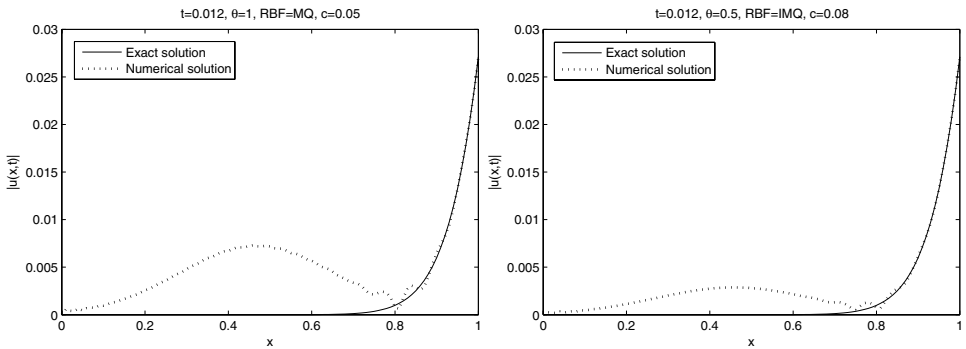 t=0.012, θ=1, RBF=MQ, c=0.05
0.03
0.025
0.02
0.015
0.01
0.005
0
|u(x,t)|
Exact solution
Numerical solution
0 0.2 0.4 0.6 0.8 1
x
t=0.012, θ=0.5, RBF=IMQ, c=0.08
0.03
0.025
0.02
0.015
0.01
0.005
0
|u(x,t)|
Exact solution
Numerical solution
0 0.2 0.4 0.6 0.8 1
x